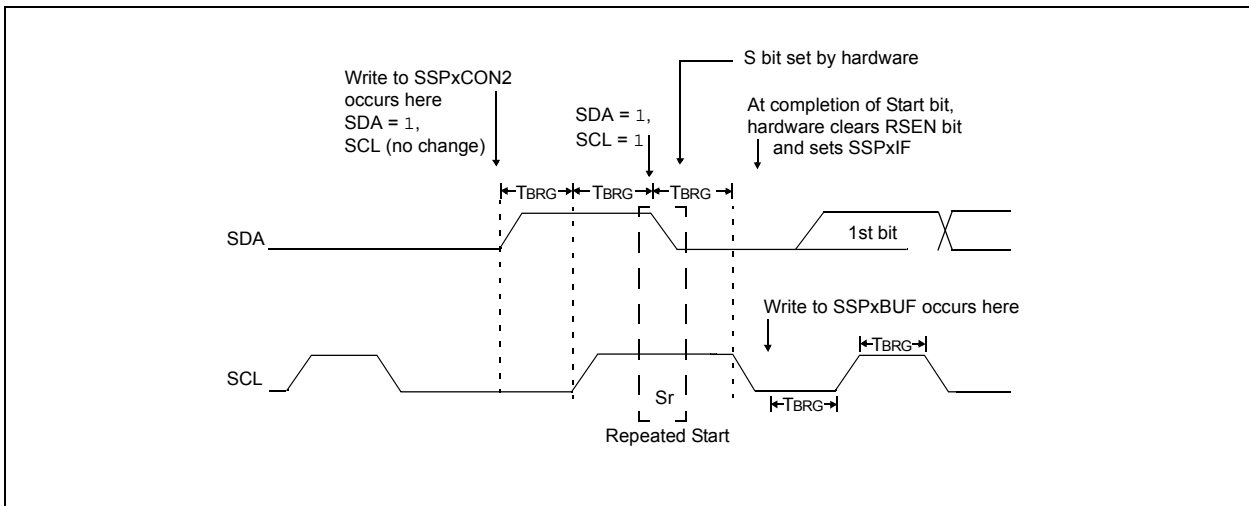 S bit set by hardware
Write to SSPxCON2
occurs here
SDA = 1,
SCL (no change)
SDA = 1,
SCL = 1
At completion of Start bit,
hardware clears RSEN bit
and sets SSPxIF
TBRG
TBRG
TBRG
SDA
1st bit
Write to SSPxBUF occurs here
TBRG
SCL
Sr
TBRG
Repeated Start